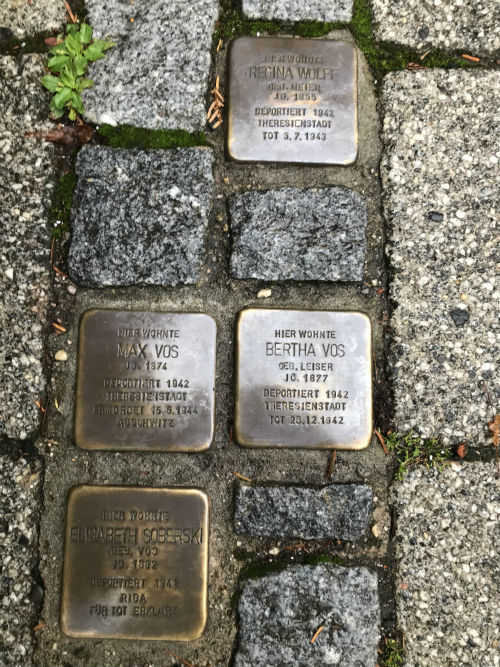 HIER WOHNTE
REGINA WOLFF
GEB. MEIER
JG. 1855
DEPORTIERT 1942
THERESIENSTADT
TOT 3.7.1943
HIER WOHNTE
MAX VOS
JG. 1874
DEPORTIERT 1942
THERESIENSTADT
ERMORDET 15.5.1944
AUSCHWITZ
HIER WOHNTE
BERTHA VOS
GEB. LEISER
JG. 1877
DEPORTIERT 1942
THERESIENSTADT
TOT 23.12.1942
HIER WOHNTE
ELISABETH SOBERSKI
GEB. VOS
JG. 1882
DEPORTIERT 1941
RIGA
FÜR TOT ERKLÄRT